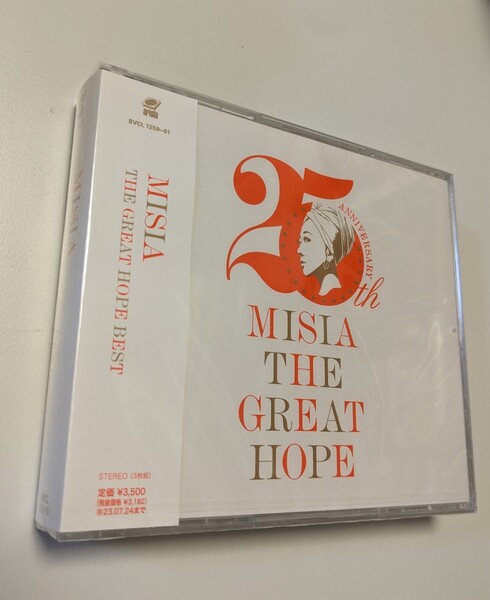 BVCL 1259~61
MISIA
THE GREAT HOPE BEST
STEREO (3枚組)
定価 ¥3,500
(税抜価格 ¥3,182)
23.07.24まで
MISIA
25th
ANNIVERSARY
MISIA
THE
GREAT
HOPE